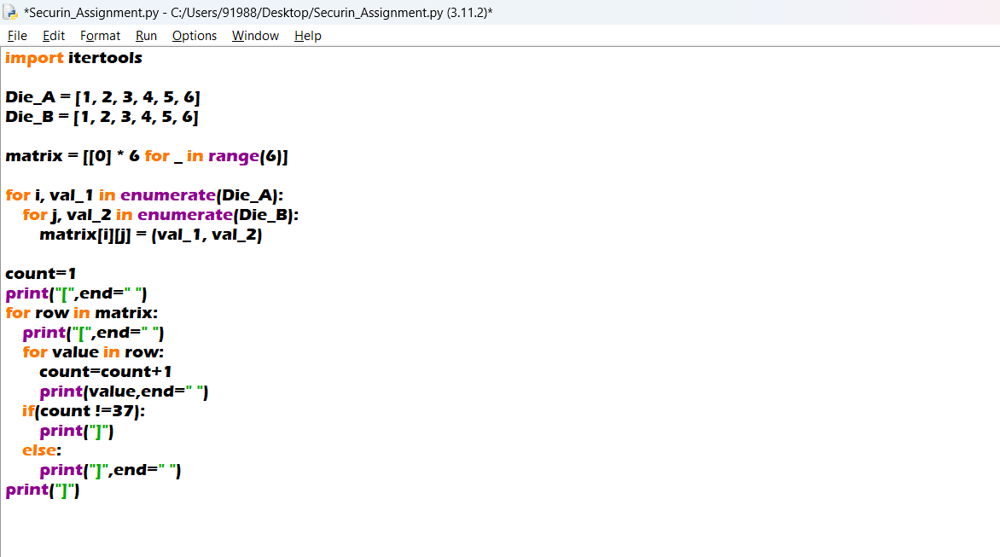 *Securin_Assignment.py - C:/Users/91988/Desktop/Securin_Assignment.py (3.11.2)*
File Edit Format Run Options Window Help
import itertools
Die_A = [1, 2, 3, 4, 5, 6]
Die_B = [1, 2, 3, 4, 5, 6]
matrix = [[0] * 6 for _ in range(6)]
for i, val_1 in enumerate(Die_A):
    for j, val_2 in enumerate(Die_B):
        matrix[i][j] = (val_1, val_2)
count=1
print("[",end=" ")
for row in matrix:
    print("[",end=" ")
    for value in row:
        count=count+1
        print(value,end=" ")
    if(count !=37):
        print("]")
    else:
        print("]",end=" ")
print("]")